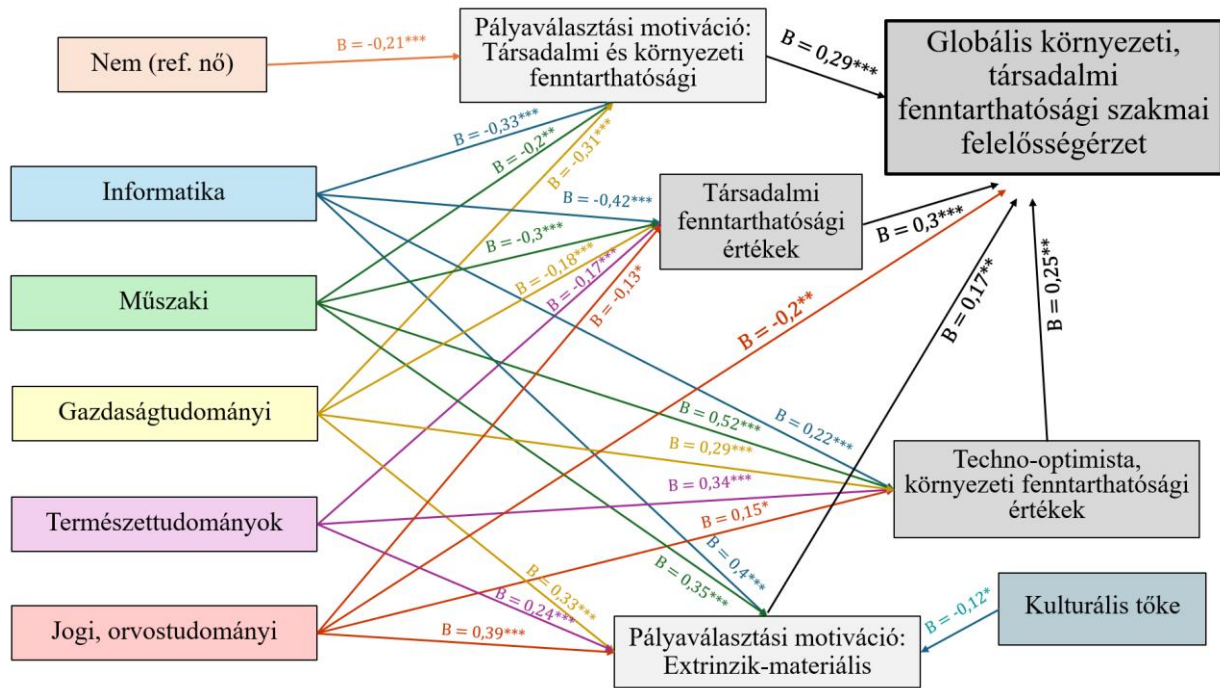 Nem (ref. nő)
B = -0,21***
Pályaválasztási motiváció:
Társadalmi és környezeti
fenntarthatósági
B = 0,29***
Globális környezeti,
társadalmi
fenntarthatósági szakmai
felelősségérzet
Informatika
B = -0,33***
B = -0,2**
B = -0,31***
B = -0,42***
Társadalmi
fenntarthatósági
értékek
B = 0,3***
Műszaki
B = -0,3***
B = -0,18***
B = -0,17***
B = -0,13*
B = -0,2**
B = 0,17**
B = 0,25**
Gazdaságtudományi
B = 0,52***
B = 0,22***
B = 0,29***
Techno-optimista,
környezeti fenntarthatósági
értékek
Természettudományok
B = 0,34***
B = 0,15*
B = 0,4***
B = 0,35***
B = 0,33***
B = 0,24***
Jogi, orvostudományi
B = 0,39***
Pályaválasztási motiváció:
Extrinzik-materiális
B = -0,12*
Kulturális tőke